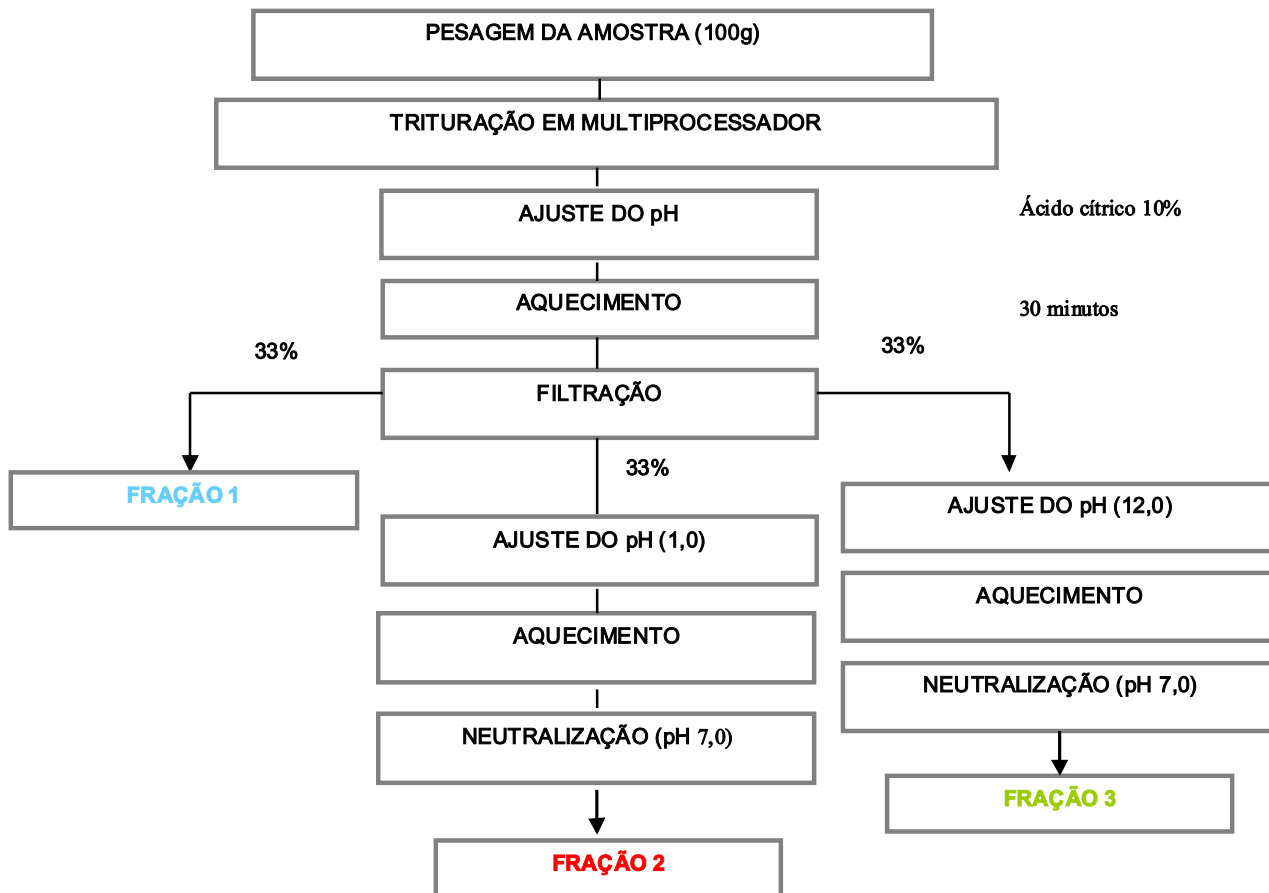 PESAGEM DA AMOSTRA (100g)
TRITURAÇÃO EM MULTIPROCESSADOR
AJUSTE DO pH
Ácido cítrico 10%
AQUECIMENTO
30 minutos
33%
33%
FILTRAÇÃO
33%
FRAÇÃO 1
AJUSTE DO pH (1,0)
AQUECIMENTO
NEUTRALIZAÇÃO (pH 7,0)
FRAÇÃO 2
AJUSTE DO pH (12,0)
AQUECIMENTO
NEUTRALIZAÇÃO (pH 7,0)
FRAÇÃO 3